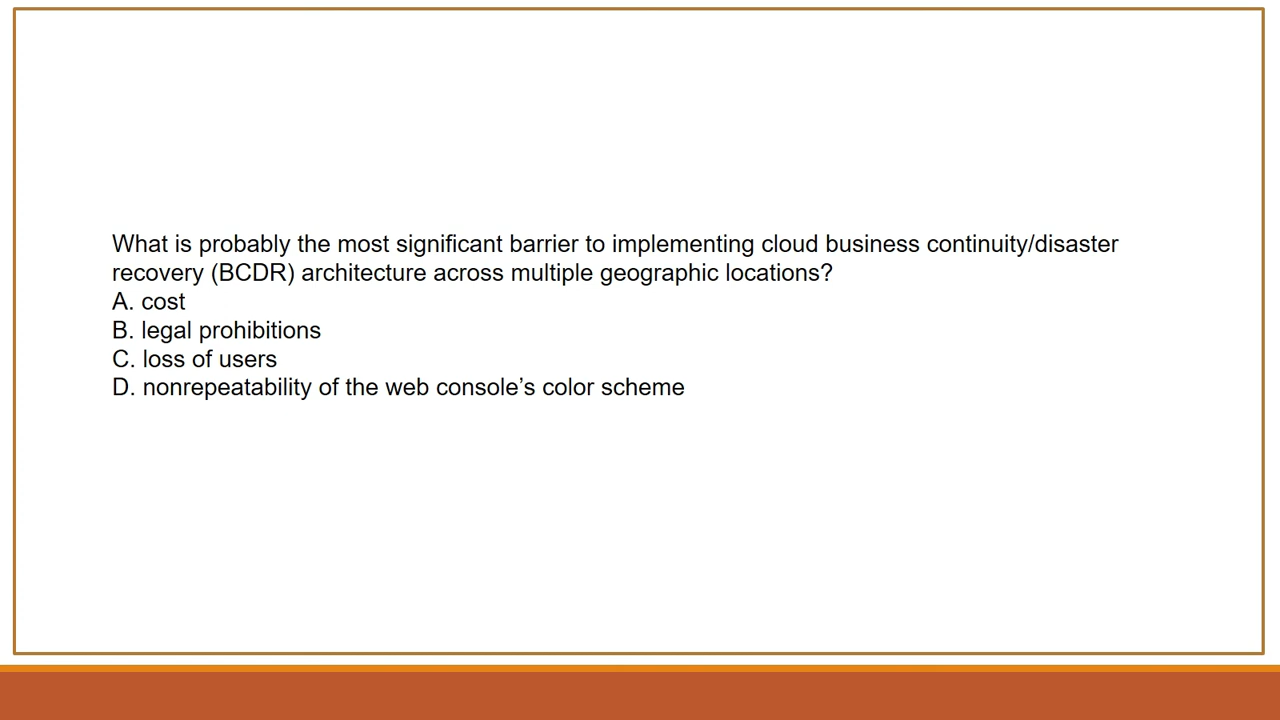 What is probably the most significant barrier to implementing cloud business continuity/disaster
recovery (BCDR) architecture across multiple geographic locations?
A. cost
B. legal prohibitions
C. loss of users
D. nonrepeatability of the web console’s color scheme